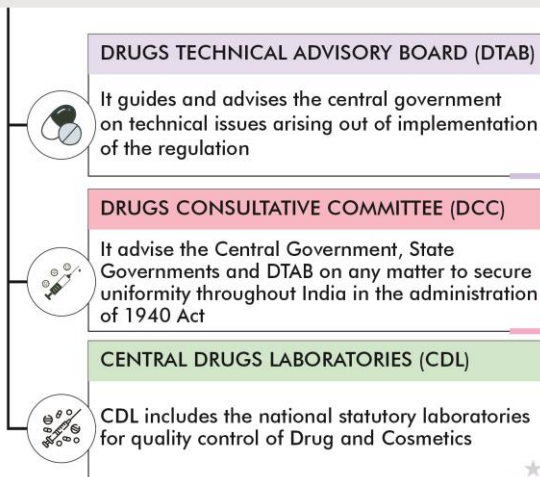 DRUGS TECHNICAL ADVISORY BOARD (DTAB)
It guides and advises the central government
on technical issues arising out of implementation
of the regulation
DRUGS CONSULTATIVE COMMITTEE (DCC)
It advise the Central Government, State
Governments and DTAB on any matter to secure
uniformity throughout India in the administration
of 1940 Act
CENTRAL DRUGS LABORATORIES (CDL)
CDL includes the national statutory laboratories
for quality control of Drug and Cosmetics